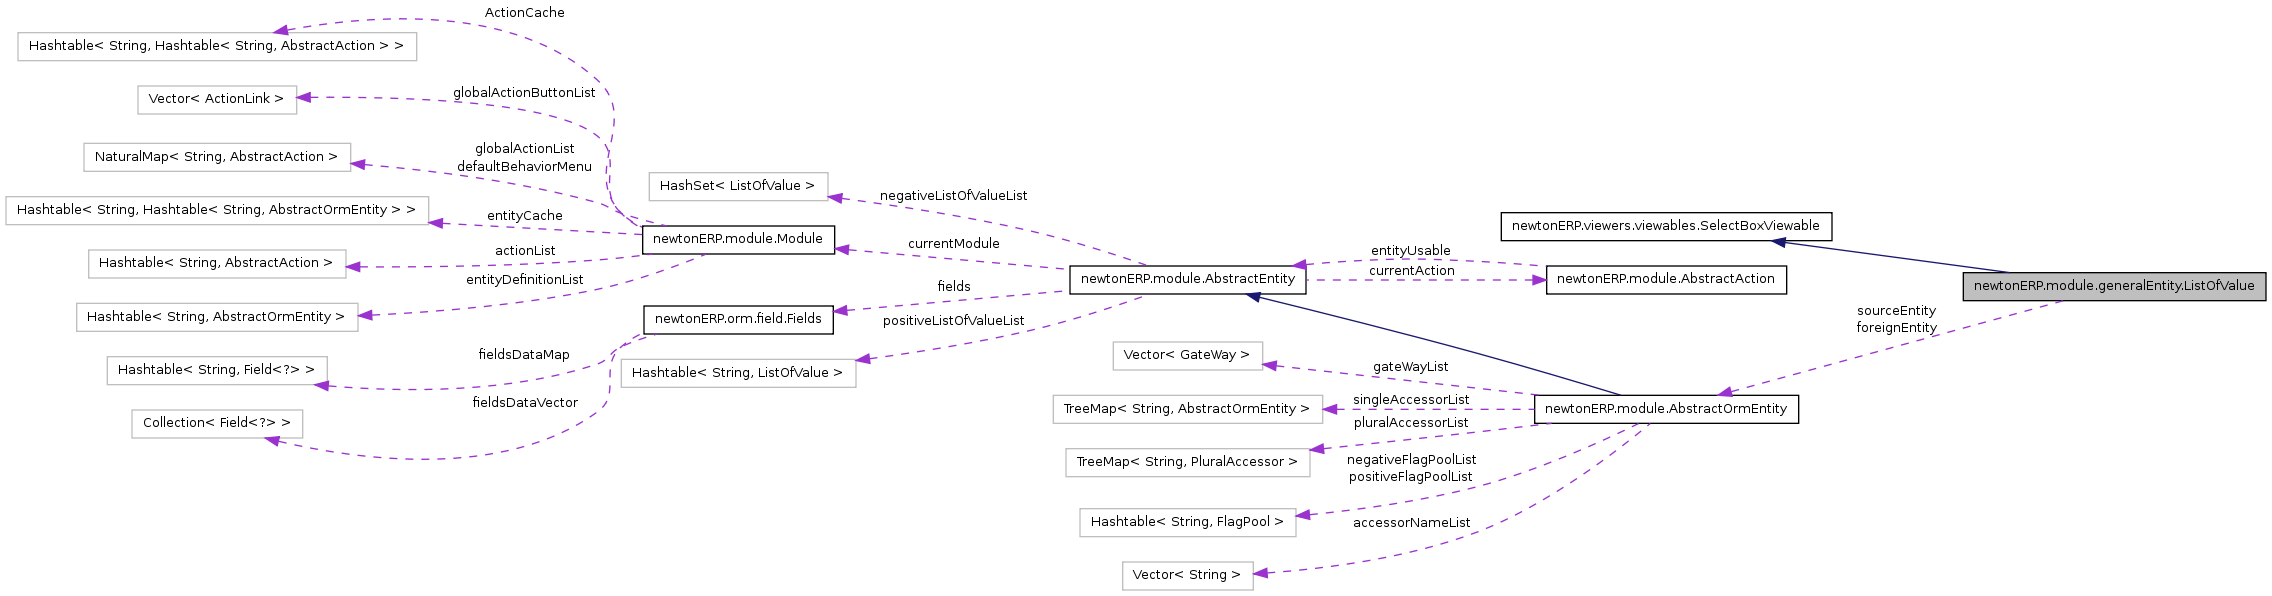 ActionCache
Hashtable< String, Hashtable< String, AbstractAction > >
globalActionButtonList
Vector< ActionLink >
globalActionList
defaultBehaviorMenu
NaturalMap< String, AbstractAction >
HashSet< ListOfValue >
negativeListOfValueList
Hashtable< String, Hashtable< String, AbstractOrmEntity > >
entityCache
newtonERP.module.Module
currentModule
newtonERP.viewers.viewables.SelectBoxViewable
actionList
Hashtable< String, AbstractAction >
entityUsable
currentAction
newtonERP.module.AbstractEntity
newtonERP.module.AbstractAction
newtonERP.module.generalEntity.ListOfValue
entityDefinitionList
Hashtable< String, AbstractOrmEntity >
fields
newtonERP.orm.field.Fields
positiveListOfValueList
sourceEntity
foreignEntity
fieldsDataMap
Hashtable< String, Field<?> >
Hashtable< String, ListOfValue >
Vector< GateWay >
gateWayList
fieldsDataVector
Collection< Field<?> >
singleAccessorList
TreeMap< String, AbstractOrmEntity >
newtonERP.module.AbstractOrmEntity
pluralAccessorList
TreeMap< String, PluralAccessor >
negativeFlagPoolList
positiveFlagPoolList
Hashtable< String, FlagPool >
accessorNameList
Vector< String >